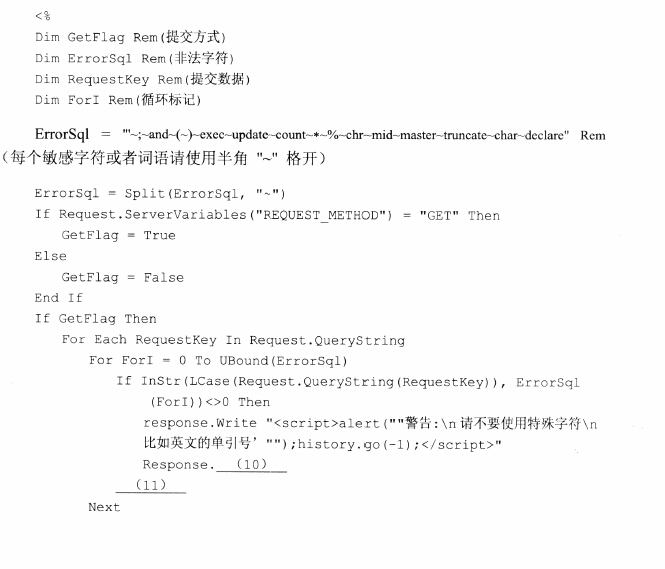 <%
Dim GetFlag Rem(提交方式)
Dim ErrorSql Rem(非法字符)
Dim RequestKey Rem(提交数据)
Dim ForI Rem(循环标记)
ErrorSql = "'~;~and~(~)~exec~update~count~*~%~chr~mid~master~truncate~char~declare" Rem
(每个敏感字符或者词语请使用半角 "~" 格开)
ErrorSql = Split(ErrorSql, "~")
If Request.ServerVariables("REQUEST_METHOD") = "GET" Then
GetFlag = True
Else
GetFlag = False
End If
If GetFlag Then
For Each RequestKey In Request.QueryString
For ForI = 0 To UBound(ErrorSql)
If InStr(LCase(Request.QueryString(RequestKey)), ErrorSql
(ForI))<>0 Then
response.Write "<script>alert(""警告:\n 请不要使用特殊字符\n
比如英文的单引号' "");history.go(-1);</script>"
Response. (10)
(11)
Next